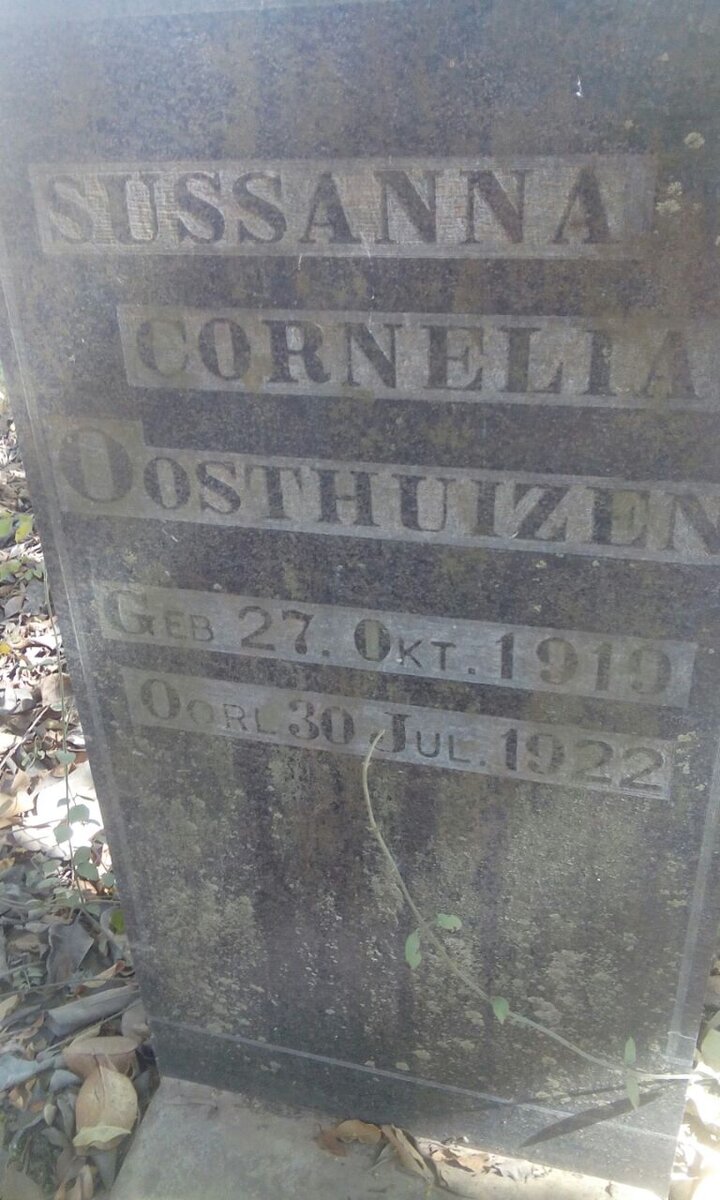 SUSSANNA
CORNELIA
OOSTHUIZEN
GEB 27. OKT. 1919
OORL 30 JUL. 1922